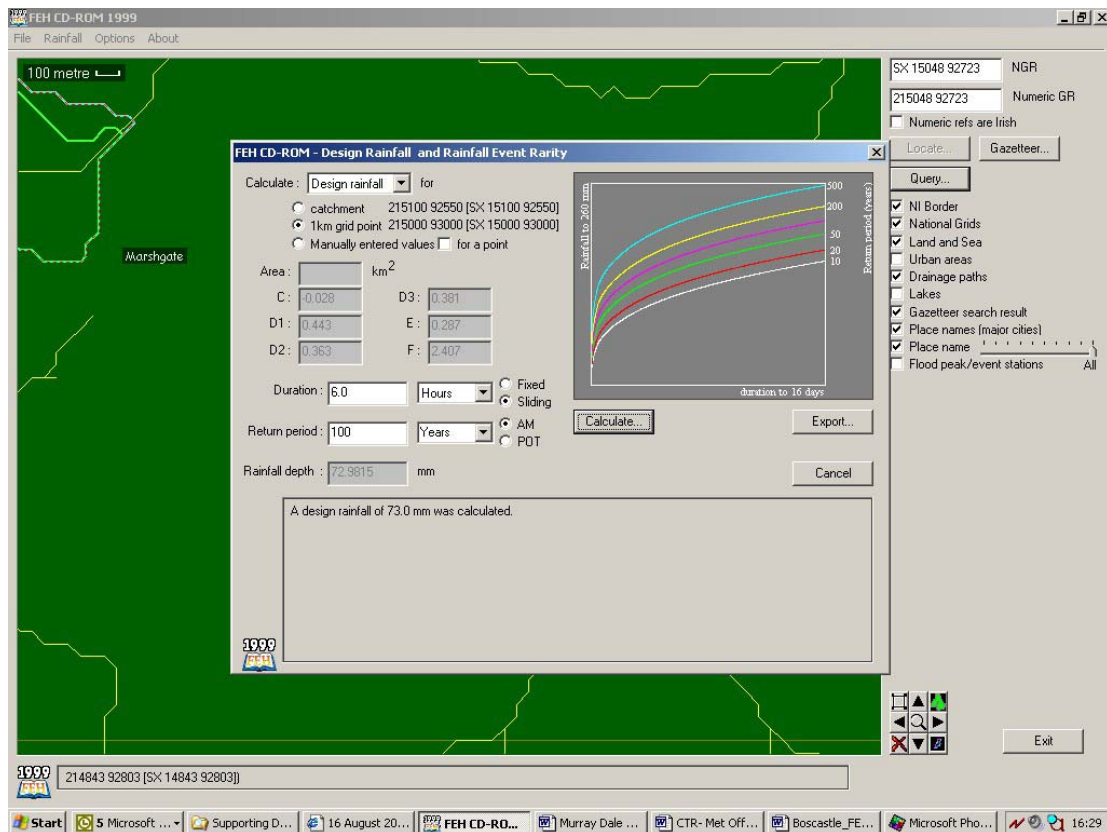 FEH CD-ROM 1999
File Rainfall Options About
100 metre
Marshgate
SX 15048 92723 NGR
215048 92723 Numeric GR
Numeric refs are Irish
Locate... Gazetteer...
Query...
NI Border
National Grids
Land and Sea
Urban areas
Drainage paths
Lakes
Gazetteer search result
Place names (major cities)
Place name
Flood peak/event stations All
FEH CD-ROM - Design Rainfall and Rainfall Event Rarity
Calculate: Design rainfall for
catchment 215100 92550 [SX 15100 92550]
1km grid point 215000 93000 [SX 15000 93000]
Manually entered values for a point
Area: km2
C: -0.028 D3: 0.381
D1: 0.443 E: 0.287
D2: 0.363 F: 2.407
Duration: 6.0 Hours Fixed
Sliding
Return period: 100 Years AM
POT
Rainfall depth : 72.9815 mm
Rainfall to 260 mm
500
200
50
20
10
Return period (years)
duration to 16 days
Calculate... Export...
Cancel
A design rainfall of 73.0 mm was calculated.
1999
FEH
Exit
1999
FEH
214843 92803 [SX 14843 92803])
Start 5 Microsoft ... Supporting D... 16 August 20... FEH CD-RO... Murray Dale ... CTR- Met Off... Boscastle_FE... Microsoft Pho... 16:29